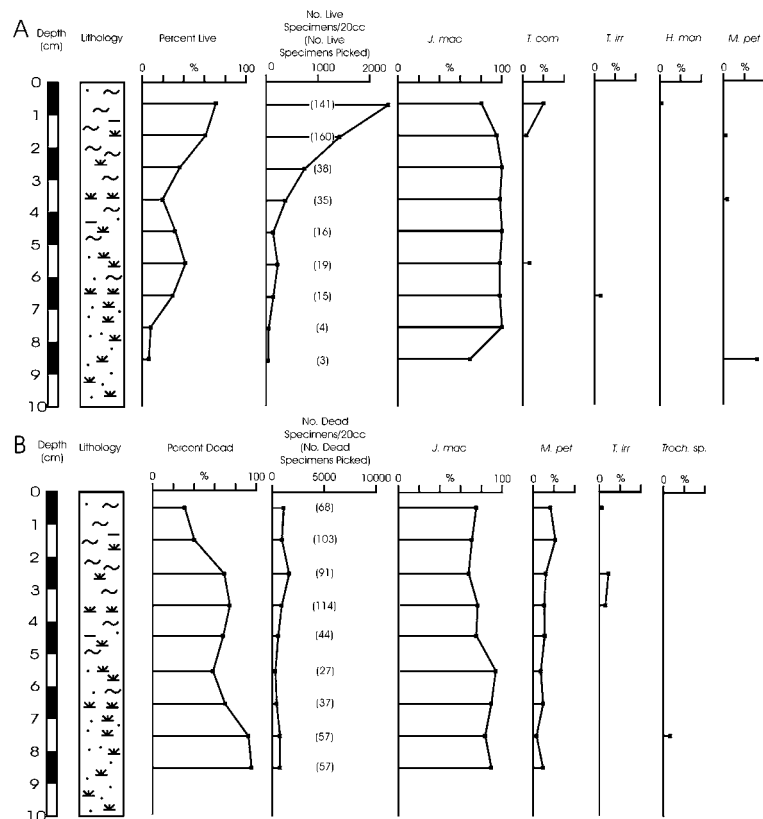 A
Depth
(cm)
Lithology
Percent Live
No. Live
Specimens/20cc
(No. Live
Specimens Picked)
J. mac
T. com
T. irr
H. man
M. pet
0 % 100
0 1000 2000
0 % 100
0 %
0 %
0 %
0 %
0
1
2
3
4
5
6
7
8
9
10
(141)
(160)
(38)
(35)
(16)
(19)
(15)
(4)
(3)
B
Depth
(cm)
Lithology
Percent Dead
No. Dead
Specimens/20cc
(No. Dead
Specimens Picked)
J. mac
M. pet
T. irr
Troch. sp.
0 % 100
0 5000 10000
0 % 100
0 %
0 %
0 %
0
1
2
3
4
5
6
7
8
9
10
(68)
(103)
(91)
(114)
(44)
(27)
(37)
(57)
(57)